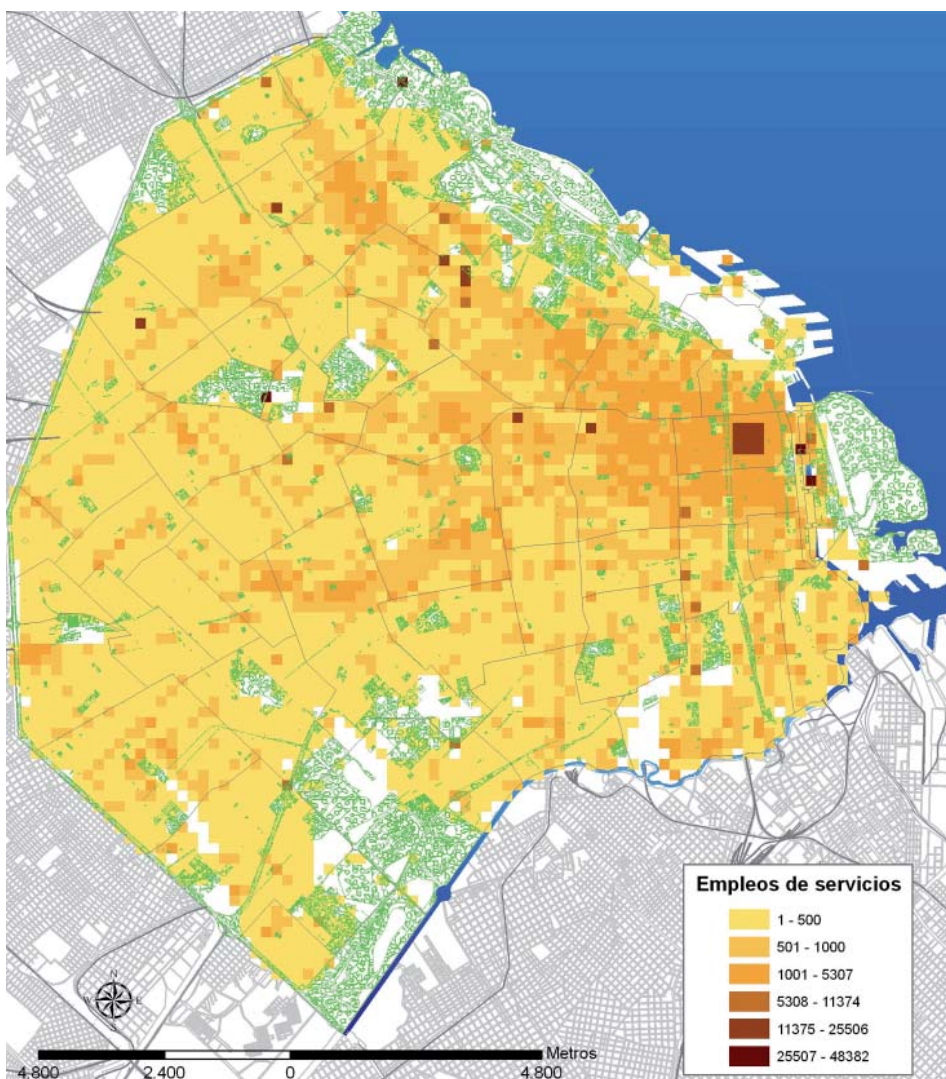 Empleos de servicios
1 - 500
501 - 1000
1001 - 5307
5308 - 11374
11375 - 25506
25507 - 48382
N
W E
S
Metros
4.800 2.400 0 4.800